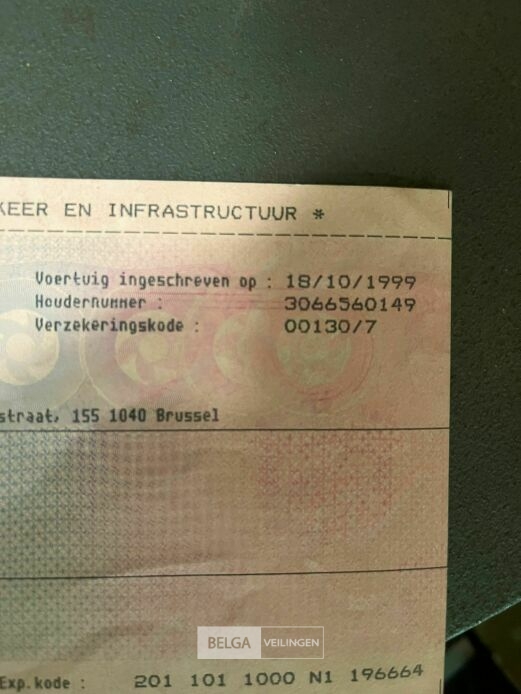 KEER EN INFRASTRUCTUUR *
Voertuig ingeschreven op : 18/10/1999
Houdernummer : 3066560149
Verzekeringskode : 00130/7
straat, 155 1040 Brussel
BELGA VEILINGEN
Exp.kode : 201 101 1000 N1 196664